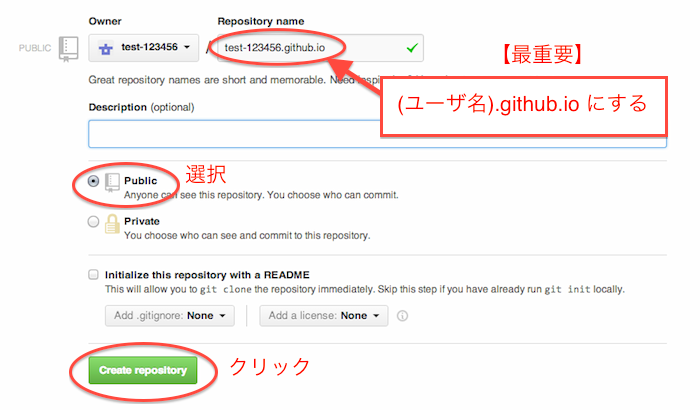 Owner Repository name
PUBLIC test-123456 / test-123456.github.io
【最重要】
Great repository names are short and memorable. Need
(ユーザ名).github.io にする
Description (optional)
Public 選択
Anyone can see this repository. You choose who can commit.
Private
You choose who can see and commit to this repository.
Initialize this repository with a README
This will allow you to git clone the repository immediately. Skip this step if you have already run git init locally.
Add .gitignore: None Add a license: None
Create repository クリック